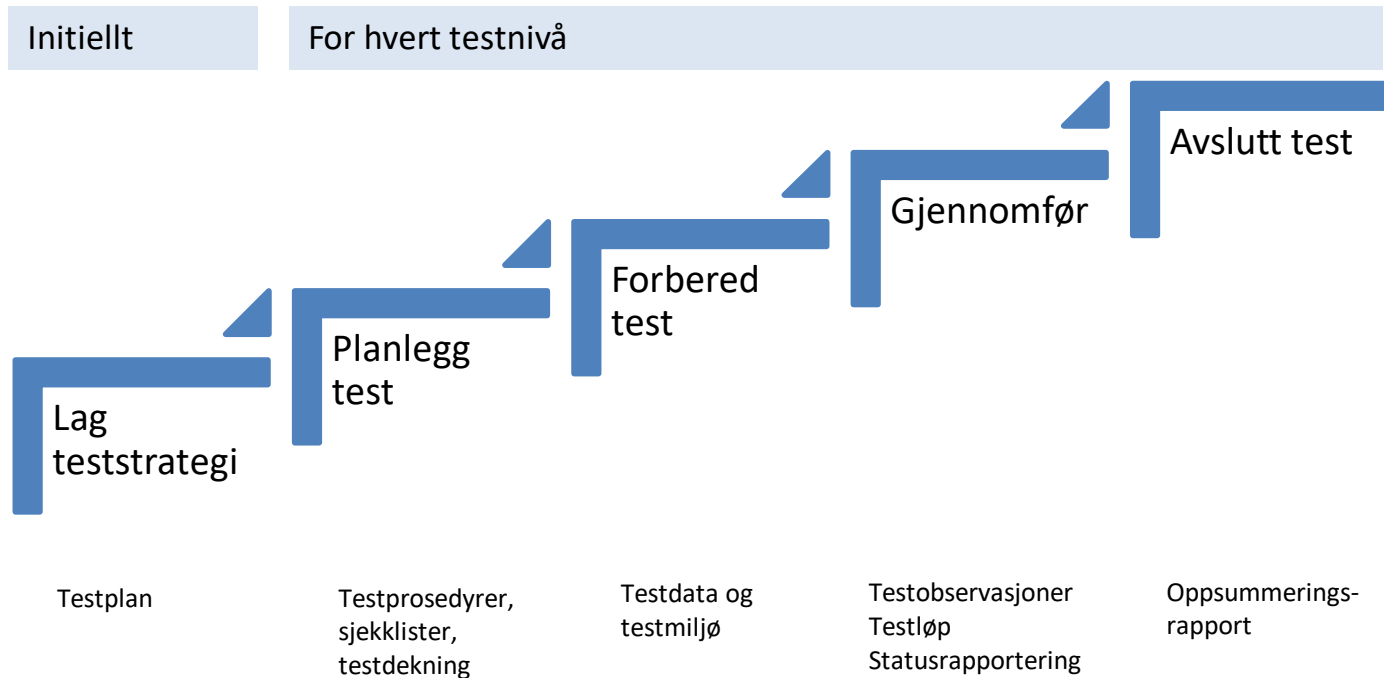 Initiellt
For hvert testnivå
Lag
teststrategi
Planlegg
test
Forbered
test
Gjennomfør
Avslutt test
Testplan
Testprosedyrer,
sjekklister,
testdekning
Testdata og
testmiljø
Testobservasjoner
Testløp
Statusrapportering
Oppsummerings-
rapport